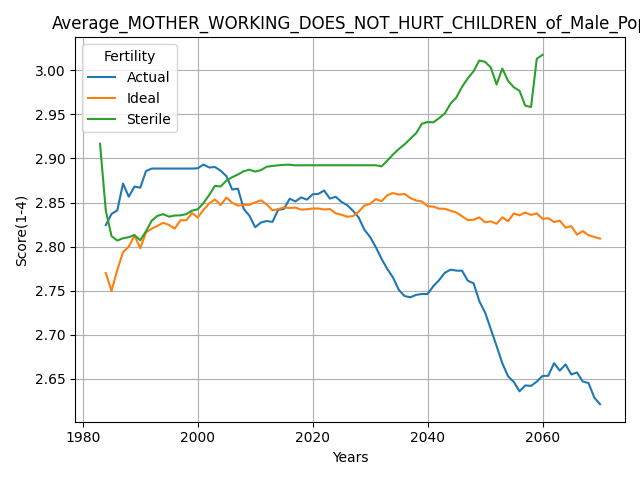 Average_MOTHER_WORKING_DOES_NOT_HURT_CHILDREN_of_Male_Pop
Fertility
Actual
Ideal
Sterile
Score(1-4)
3.00
2.95
2.90
2.85
2.80
2.75
2.70
2.65
1980 2000 2020 2040 2060
Years